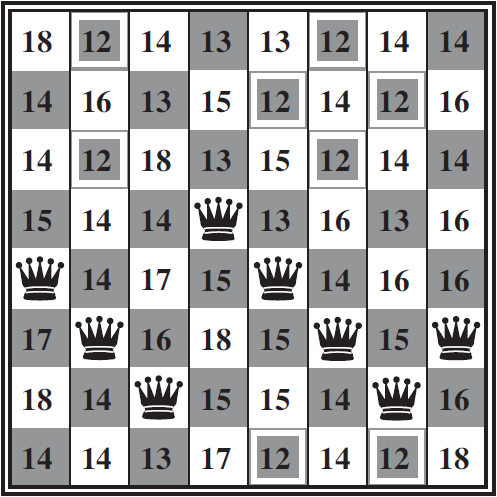 18 12 14 13 13 12 14 14
14 16 13 15 12 14 12 16
14 12 18 13 15 12 14 14
15 14 14 13 16 13 16
14 17 15 14 16 16
17 16 18 15 15
18 14 15 15 14 16
14 14 13 17 12 14 12 18